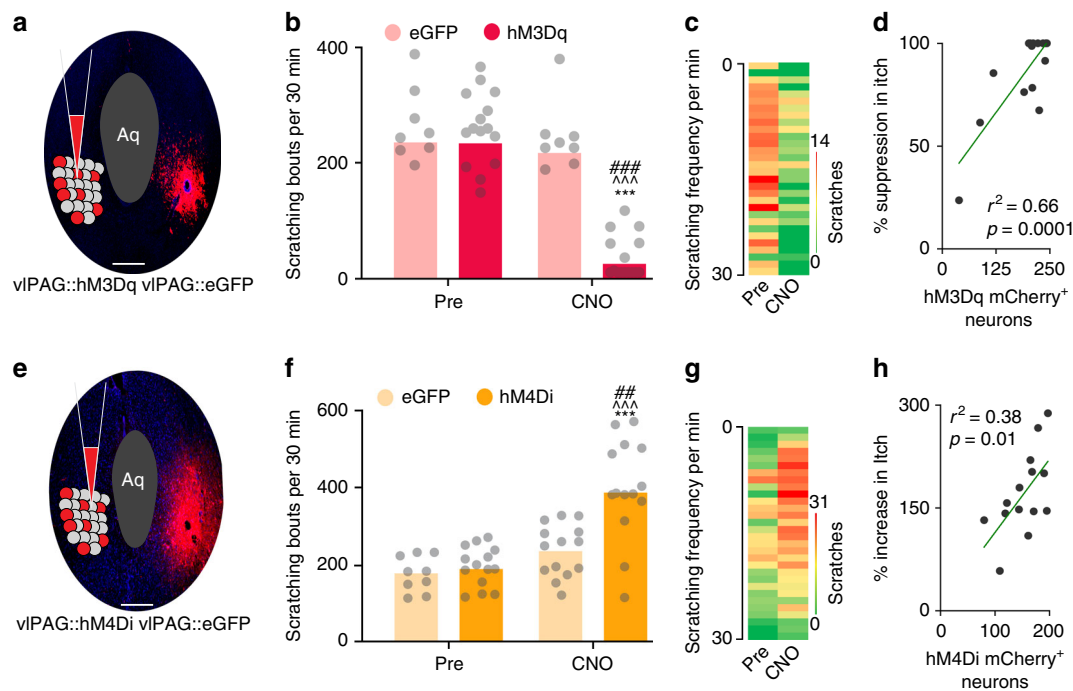 a
Aq
vlPAG::hM3Dq vlPAG::eGFP
b
eGFP hM3Dq
Scratching bouts per 30 min
400
200
0
###
^^^
***
Pre CNO
c
Scratching frequency per min
0
30
14
0
Scratches
Pre CNO
d
% suppression in itch
100
50
0
r² = 0.66
p = 0.0001
0 125 250
hM3Dq mCherry⁺
neurons
e
Aq
vlPAG::hM4Di vlPAG::eGFP
f
eGFP hM4Di
Scratching bouts per 30 min
600
400
200
0
##
^^^
***
Pre CNO
g
Scratching frequency per min
0
30
31
0
Scratches
Pre CNO
h
% increase in Itch
300
150
0
r² = 0.38
p = 0.01
0 100 200
hM4Di mCherry⁺
neurons